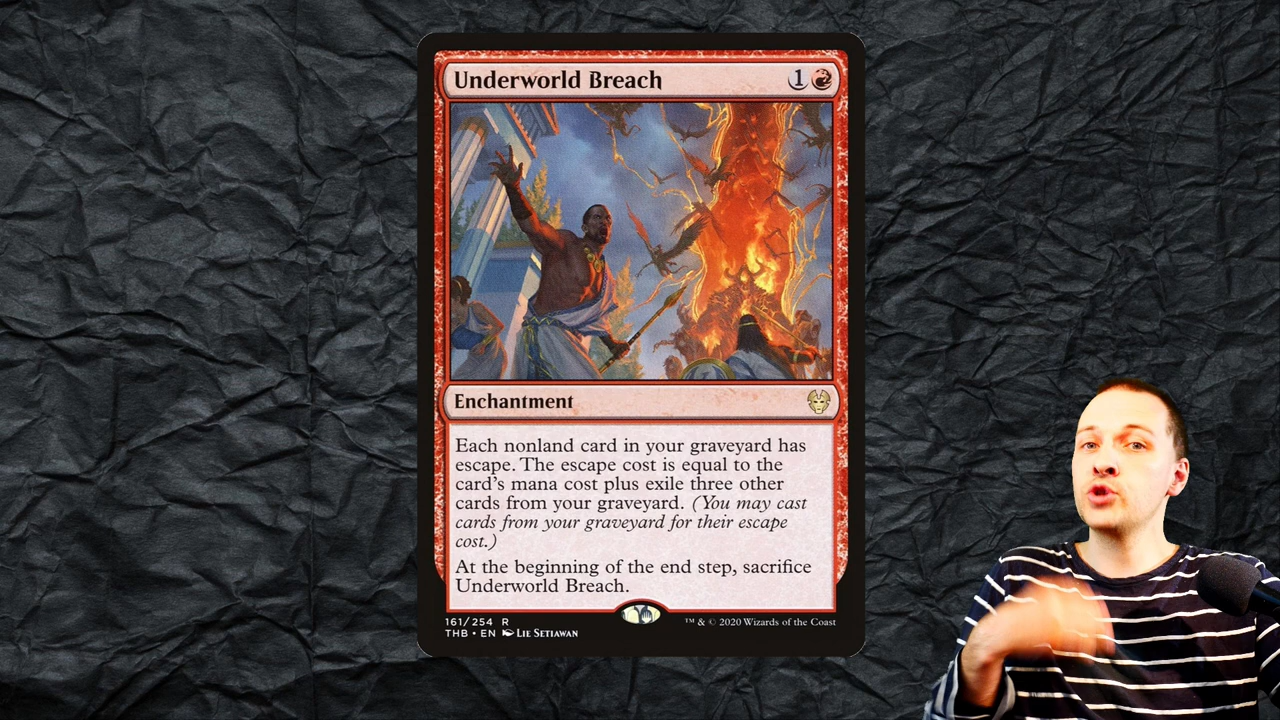 Underworld Breach 1
Enchantment
Each nonland card in your graveyard has
escape. The escape cost is equal to the
card's mana cost plus exile three other
cards from your graveyard. (You may cast
cards from your graveyard for their escape
cost.)
At the beginning of the end step, sacrifice
Underworld Breach.
161/254 R
THB • EN Lie Setiawan
™ & © 2020 Wizards of the Coast